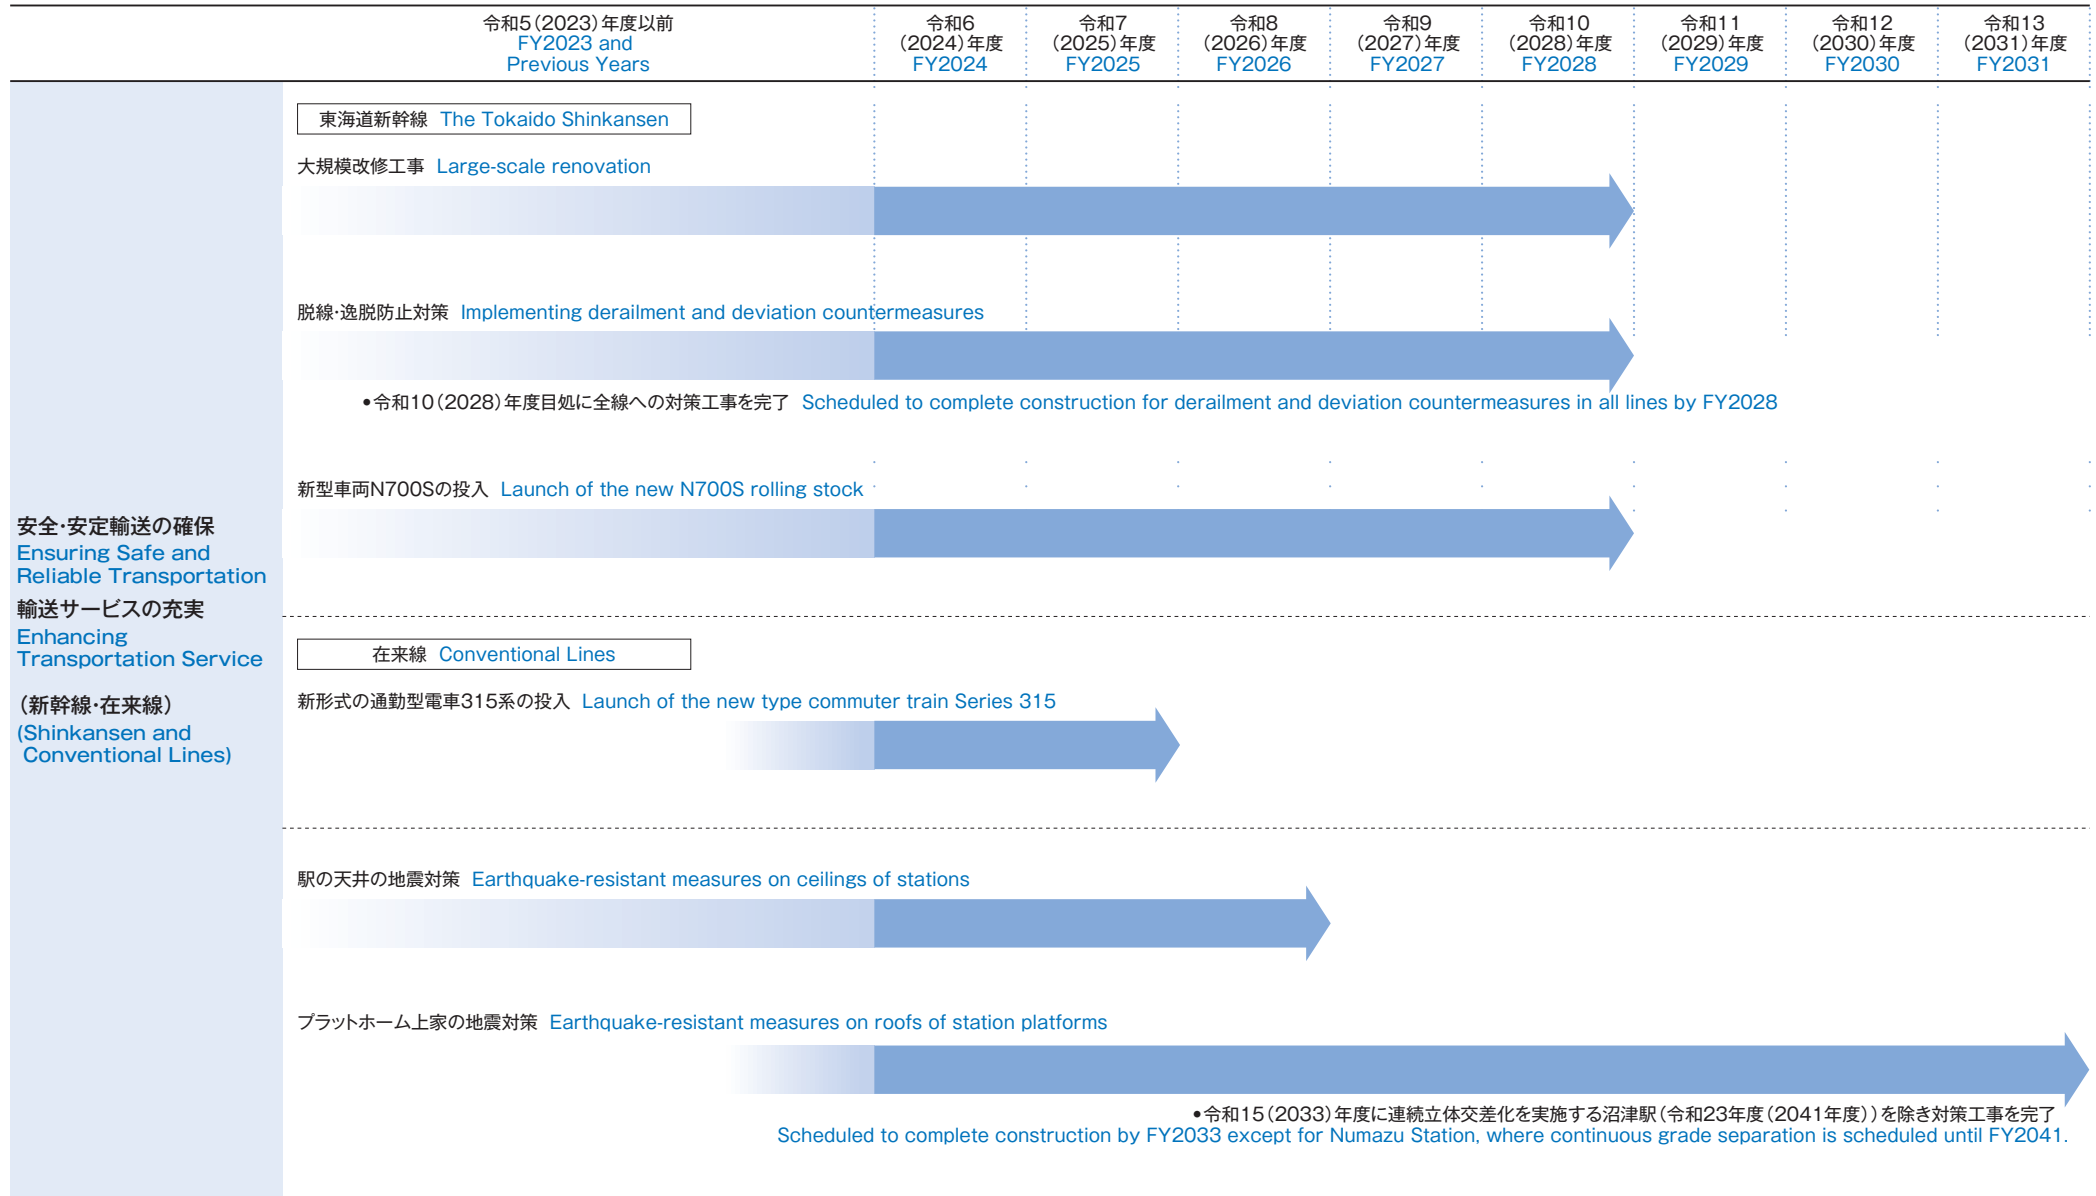 令和5（2023）年度以前
FY2023 and
Previous Years
令和6
（2024）年度
FY2024
令和7
（2025）年度
FY2025
令和8
（2026）年度
FY2026
令和9
（2027）年度
FY2027
令和10
（2028）年度
FY2028
令和11
（2029）年度
FY2029
令和12
（2030）年度
FY2030
令和13
（2031）年度
FY2031
安全・安定輸送の確保
Ensuring Safe and
Reliable Transportation
輸送サービスの充実
Enhancing
Transportation Service
（新幹線・在来線）
(Shinkansen and
Conventional Lines)
東海道新幹線 The Tokaido Shinkansen
大規模改修工事 Large-scale renovation
脱線・逸脱防止対策 Implementing derailment and deviation countermeasures
•令和10（2028）年度目処に全線への対策工事を完了 Scheduled to complete construction for derailment and deviation countermeasures in all lines by FY2028
新型車両N700Sの投入 Launch of the new N700S rolling stock
在来線 Conventional Lines
新形式の通勤型電車315系の投入 Launch of the new type commuter train Series 315
駅の天井の地震対策 Earthquake-resistant measures on ceilings of stations
プラットホーム上家の地震対策 Earthquake-resistant measures on roofs of station platforms
•令和15（2033）年度に連続立体交差化を実施する沼津駅（令和23年度（2041年度））を除き対策工事を完了
Scheduled to complete construction by FY2033 except for Numazu Station, where continuous grade separation is scheduled until FY2041.